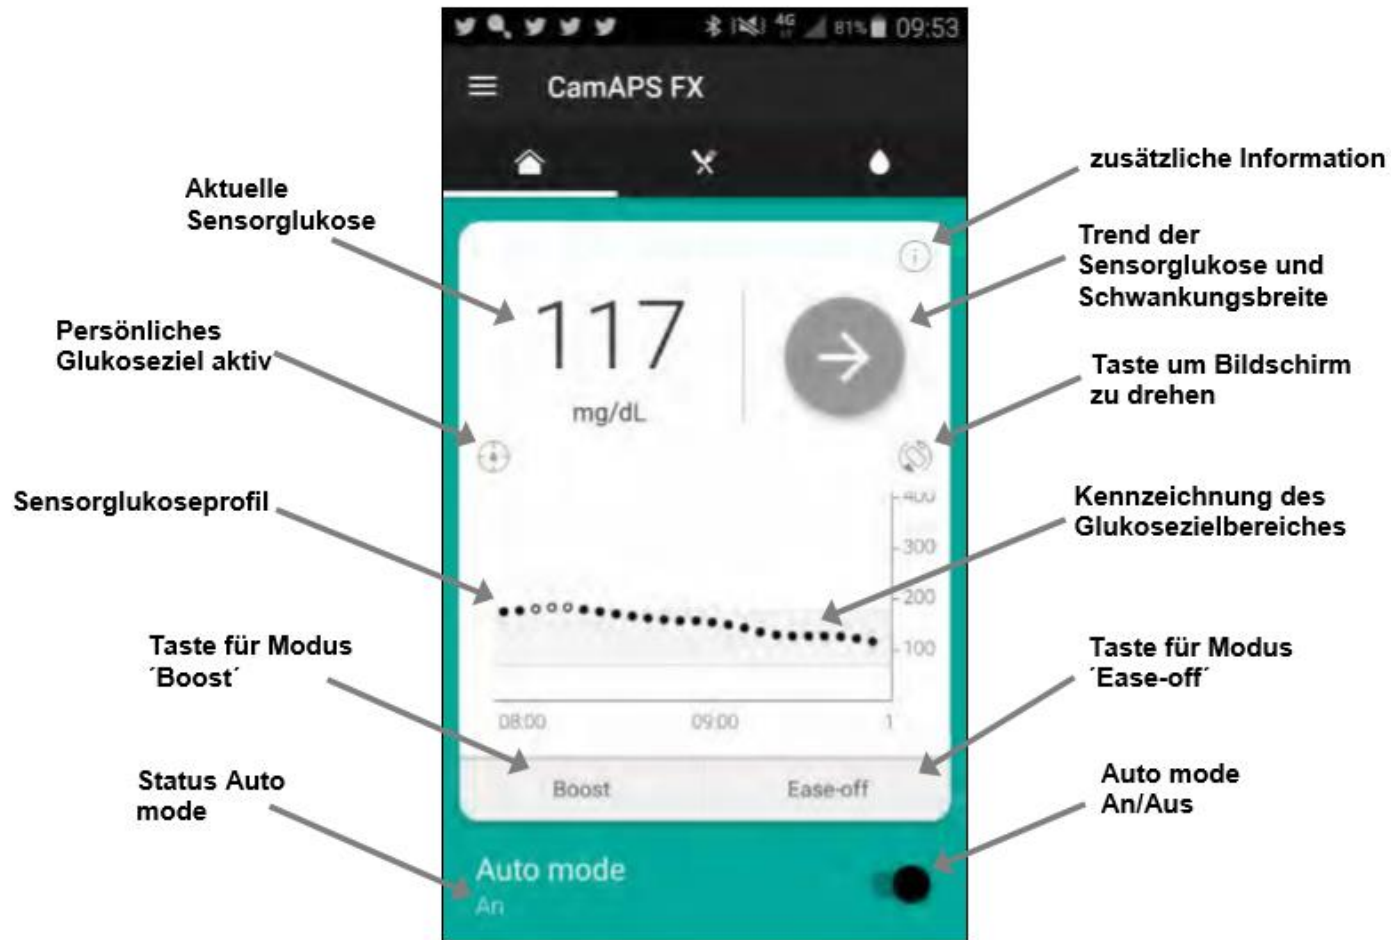 4G
81%
09:53
CamAPS FX
Aktuelle
Sensorglukose
zusätzliche Information
117
mg/dL
Trend der
Sensorglukose und
Schwankungsbreite
Persönliches
Glukoseziel aktiv
Taste um Bildschirm
zu drehen
Sensorglukoseprofil
Kennzeichnung des
Glukosezielbereiches
400
300
200
100
08:00 09:00 1
Taste für Modus
´Boost´
Taste für Modus
´Ease-off´
Boost Ease-off
Status Auto
mode
Auto mode
An/Aus
Auto mode
An